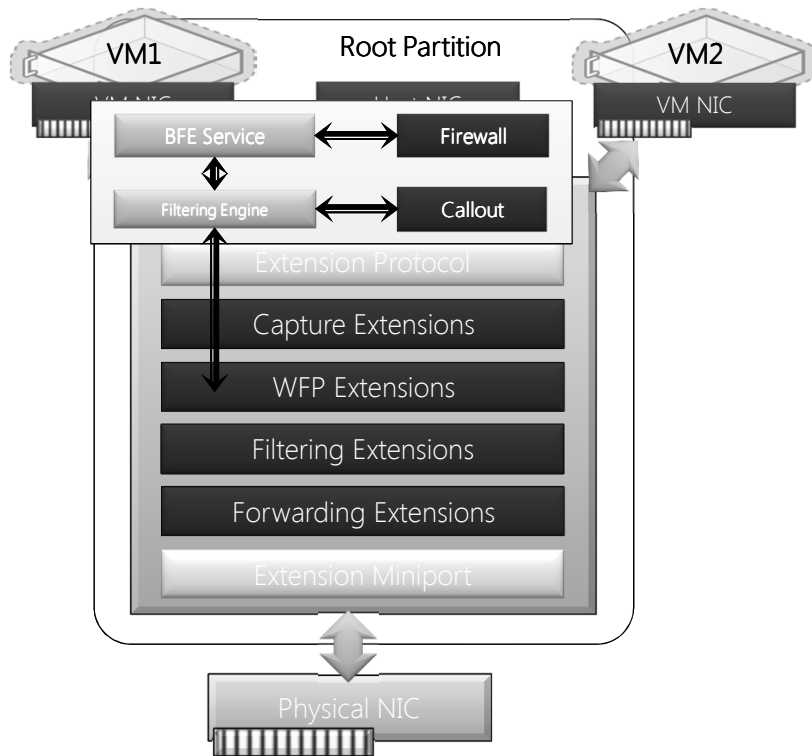 VM1
Root Partition
VM2
VM NIC
BFE Service
Firewall
Filtering Engine
Callout
Extension Protocol
Capture Extensions
WFP Extensions
Filtering Extensions
Forwarding Extensions
Extension Miniport
Physical NIC